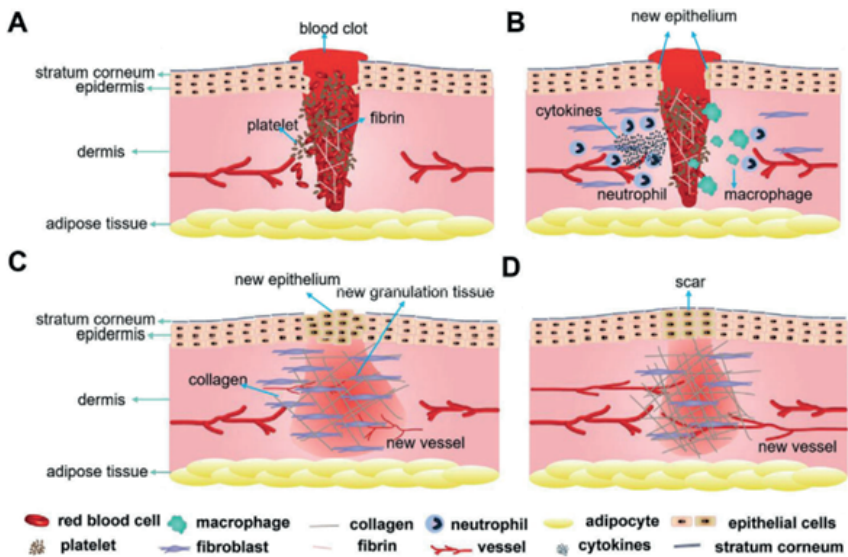 A
blood clot
stratum corneum
epidermis
platelet
fibrin
dermis
adipose tissue
B
new epithelium
cytokines
neutrophil
macrophage
C
new epithelium
new granulation tissue
stratum corneum
epidermis
collagen
dermis
new vessel
adipose tissue
D
scar
new vessel
red blood cell macrophage collagen neutrophil adipocyte epithelial cells
platelet fibroblast fibrin vessel cytokines stratum corneum